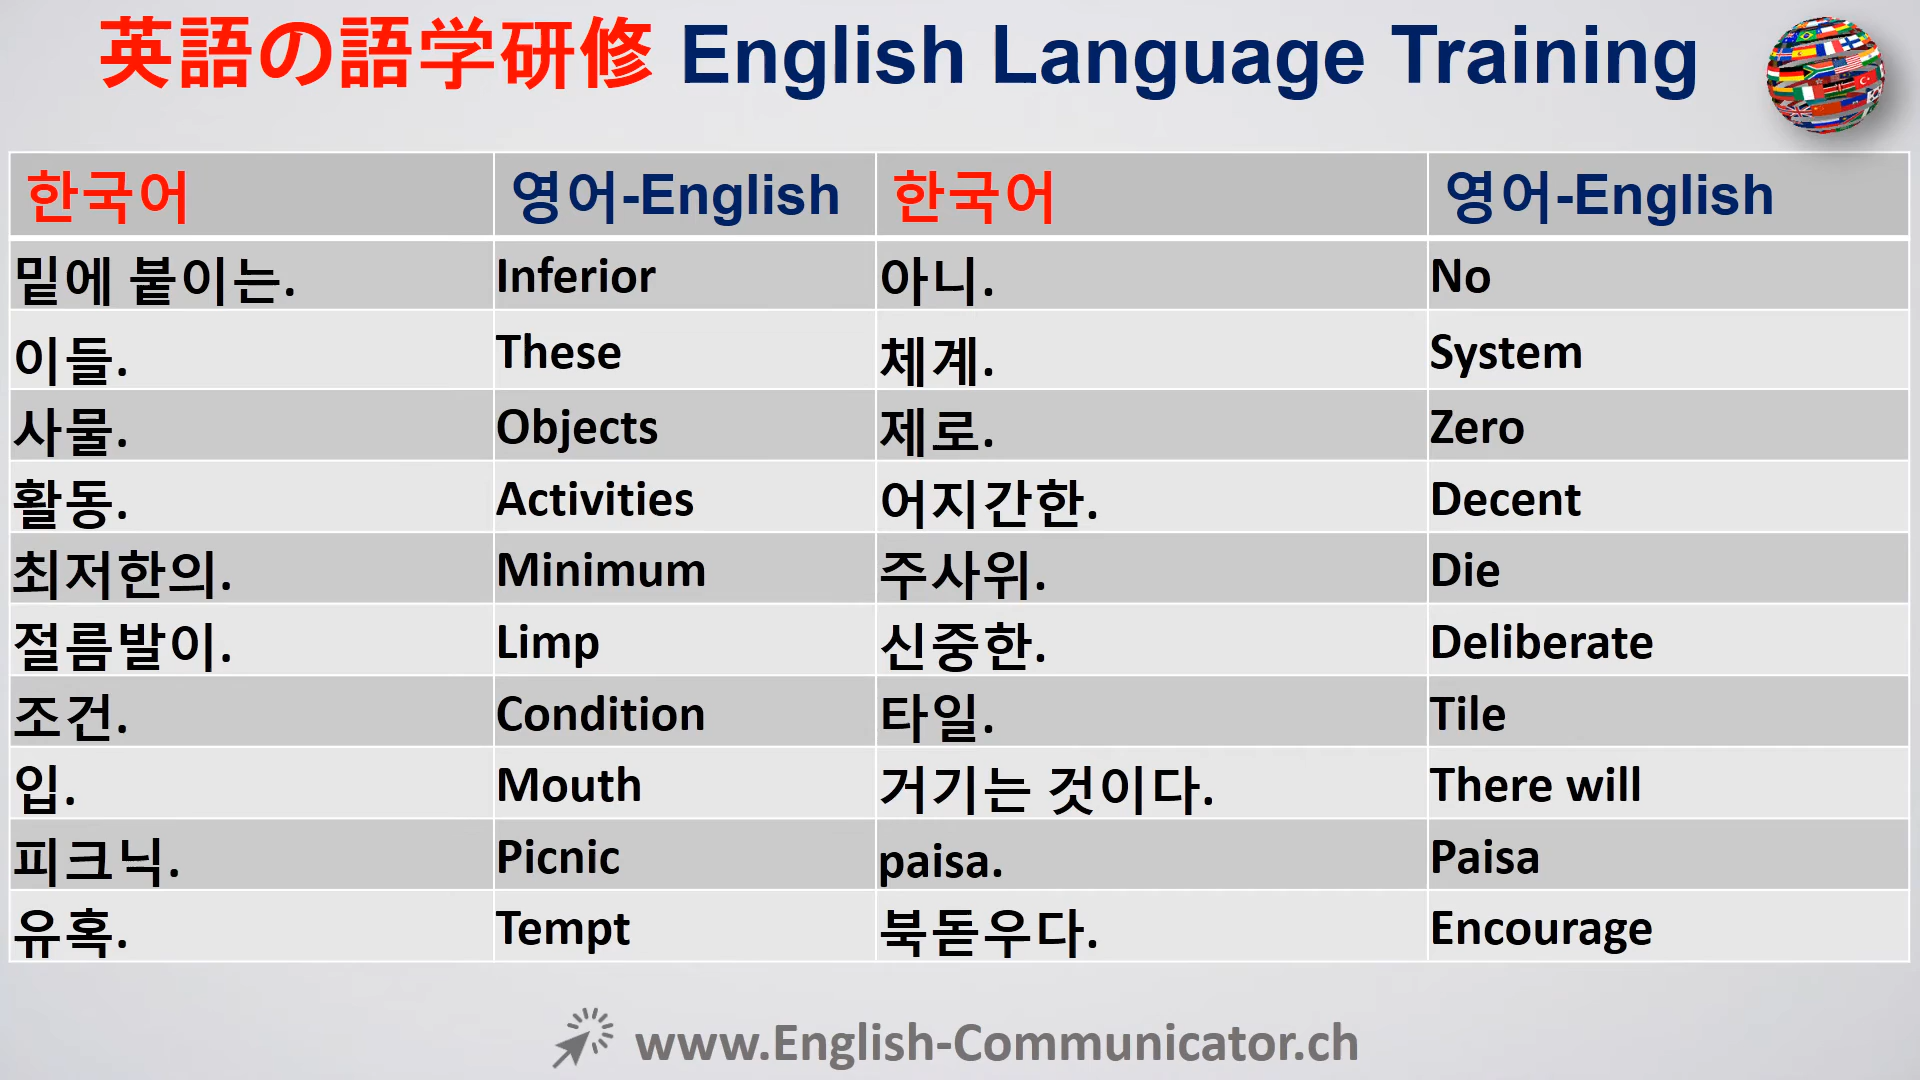 英語の語学研修 English Language Training
한국어 영어-English 한국어 영어-English
밑에 붙이는. Inferior 아니. No
이들. These 체계. System
사물. Objects 제로. Zero
활동. Activities 어지간한. Decent
최저한의. Minimum 주사위. Die
절름발이. Limp 신중한. Deliberate
조건. Condition 타일. Tile
입. Mouth 거기는 것이다. There will
피크닉. Picnic paisa. Paisa
유혹. Tempt 북돋우다. Encourage
www.English-Communicator.ch